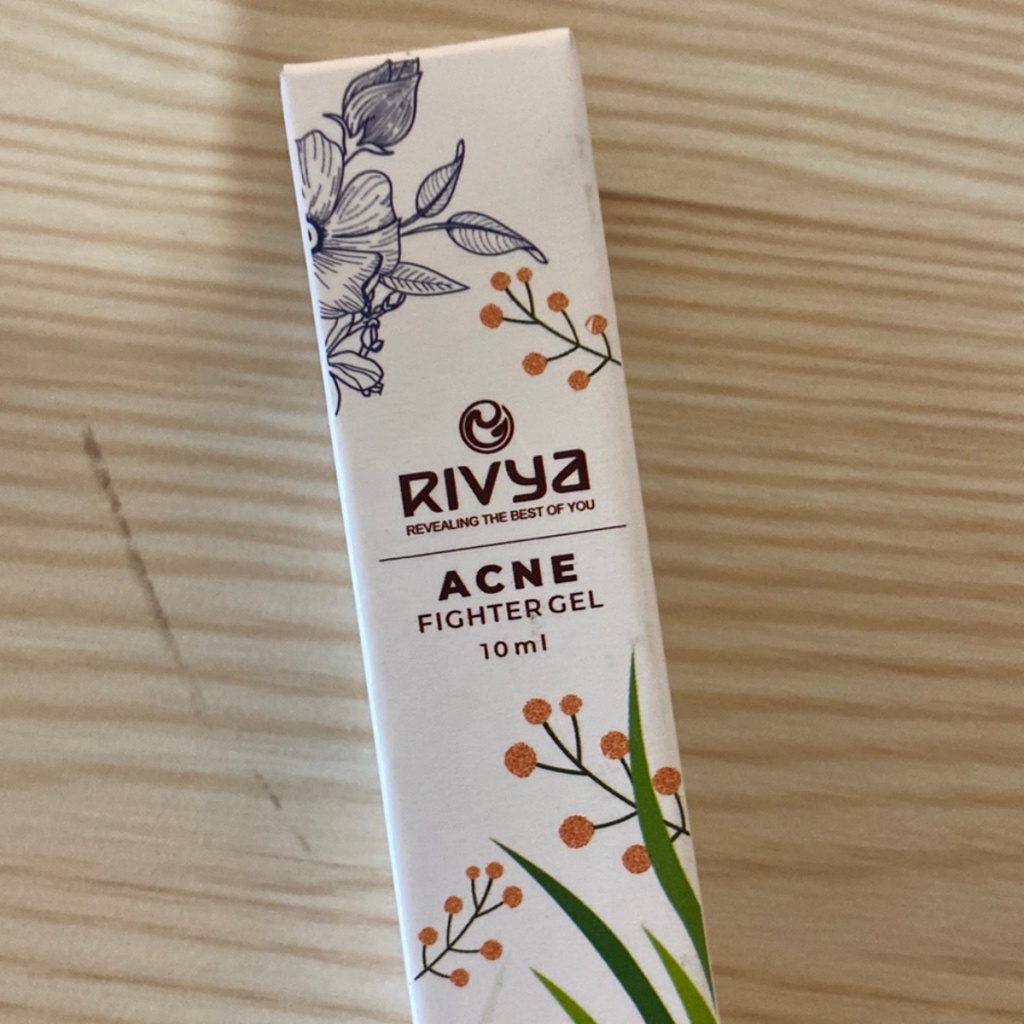 RIVYA
REVEALING THE BEST OF YOU
ACNE
FIGHTER GEL
10ml